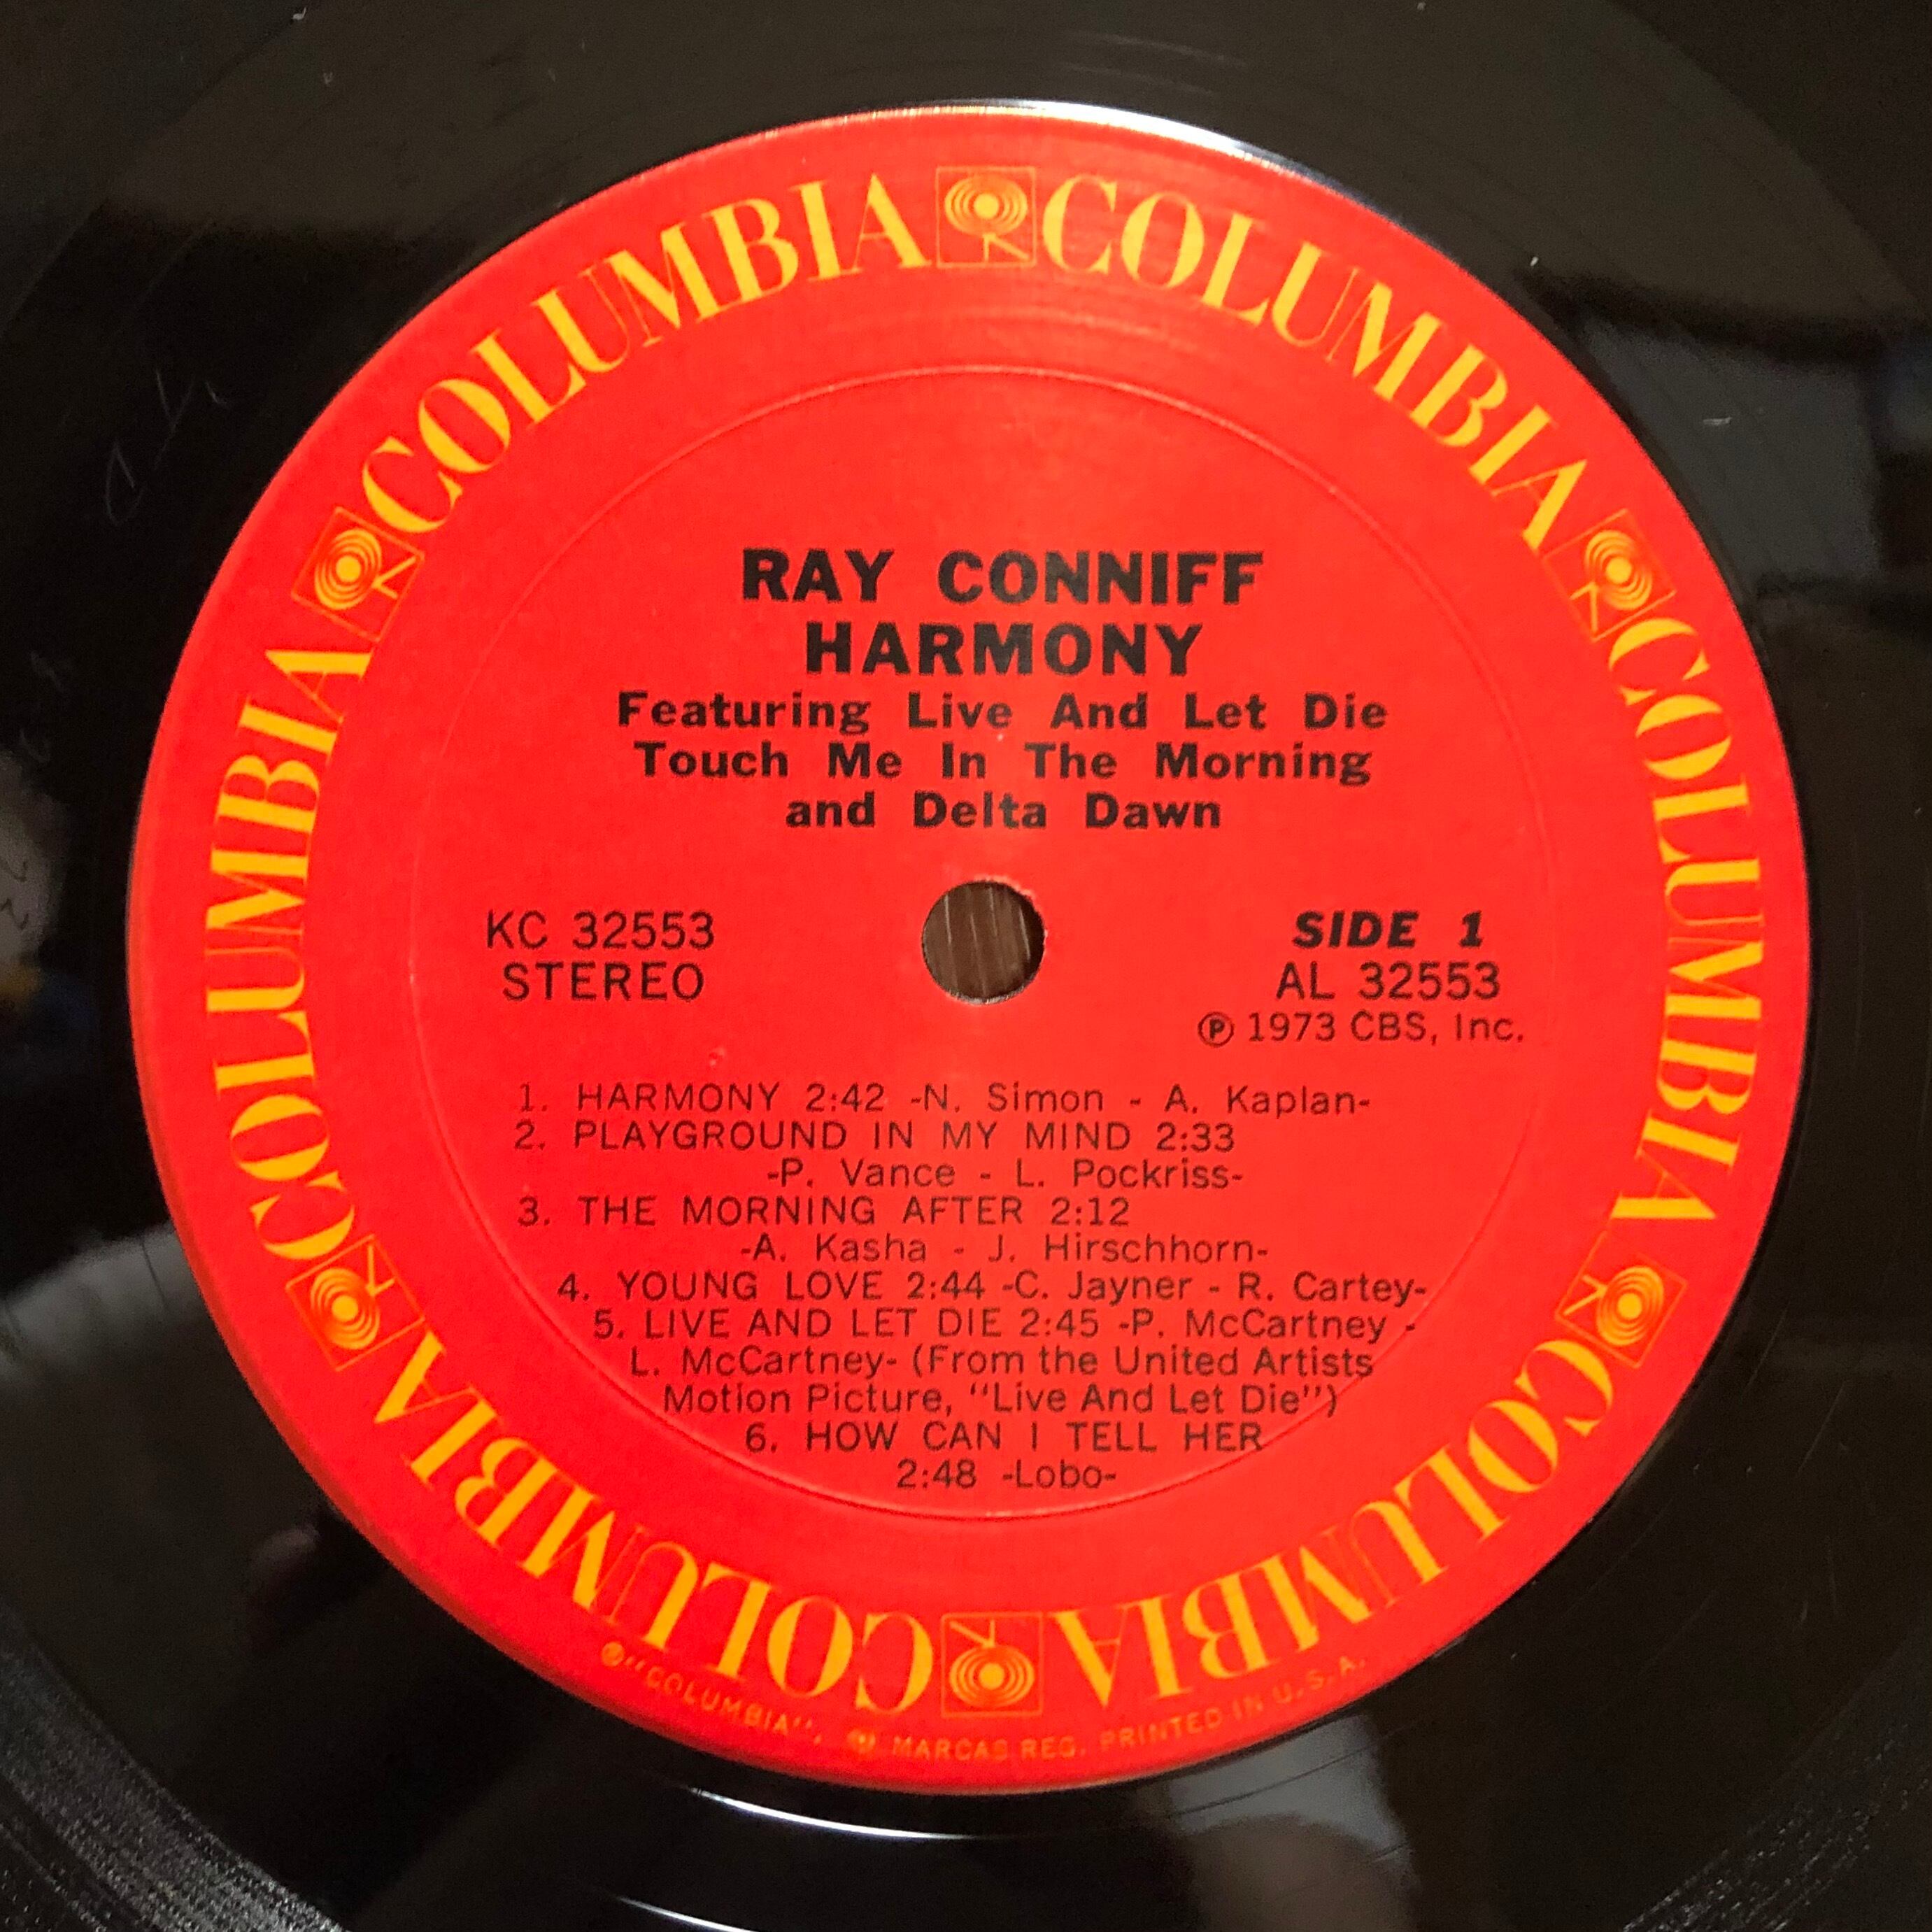 COLUMBIA COLUMBIA COLUMBIA COLUMBIA COLUMBIA COLUMBIA
RAY CONNIFF
HARMONY
Featuring Live And Let Die
Touch Me In The Morning
and Delta Dawn
KC 32553
STEREO
SIDE 1
AL 32553
℗ 1973 CBS, Inc.
1. HARMONY 2:42 -N. Simon - A. Kaplan-
2. PLAYGROUND IN MY MIND 2:33
-P. Vance - L. Pockriss-
3. THE MORNING AFTER 2:12
-A. Kasha - J. Hirschhorn-
4. YOUNG LOVE 2:44 -C. Jayner - R. Cartey-
5. LIVE AND LET DIE 2:45 -P. McCartney -
L. McCartney- (From the United Artists
Motion Picture, "Live And Let Die")
6. HOW CAN I TELL HER
2:48 -Lobo-
"COLUMBIA", MARCAS REG. PRINTED IN U.S.A.